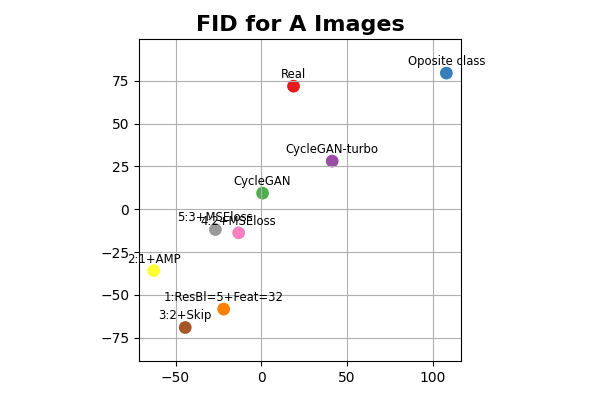 FID for A Images
Oposite class
Real
75
50
CycleGAN-turbo
25
CycleGAN
0
5:3+MSEloss
4:2+MSEloss
−25
2:1+AMP
−50
1:ResBl=5+Feat=32
3:2+Skip
−75
−50
0
50
100